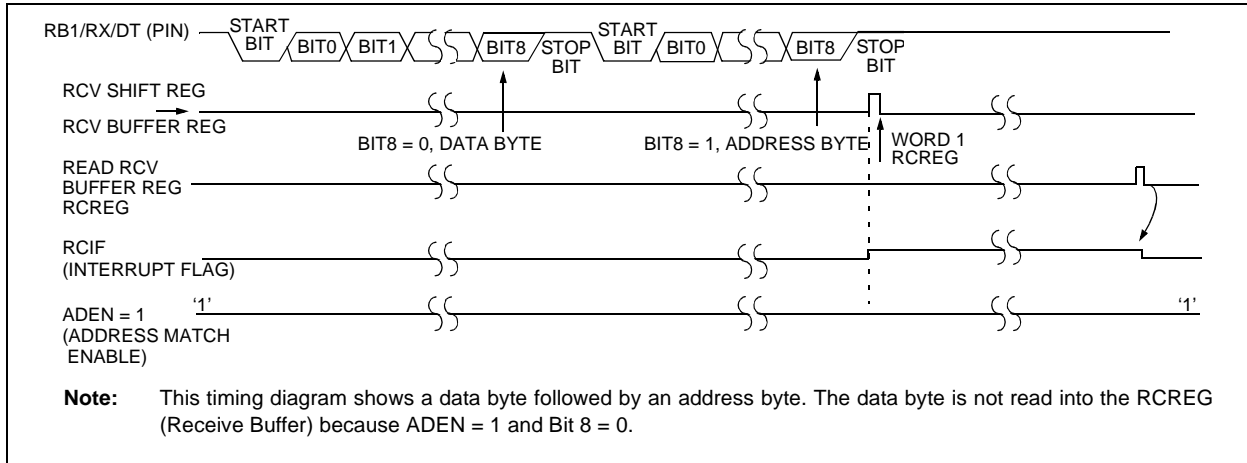 RB1/RX/DT (PIN)
START
BIT
BIT0
BIT1
BIT8
STOP
BIT
START
BIT
BIT0
BIT8
STOP
BIT
RCV SHIFT REG
RCV BUFFER REG
BIT8 = 0, DATA BYTE
BIT8 = 1, ADDRESS BYTE
WORD 1
RCREG
READ RCV
BUFFER REG
RCREG
RCIF
(INTERRUPT FLAG)
ADEN = 1
(ADDRESS MATCH
ENABLE)
‘1’
‘1’
Note: This timing diagram shows a data byte followed by an address byte. The data byte is not read into the RCREG
(Receive Buffer) because ADEN = 1 and Bit 8 = 0.